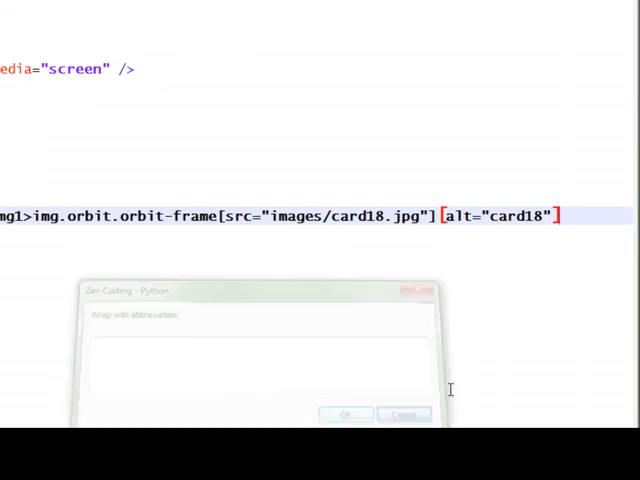 edia="screen" />
mg1>img.orbit.orbit-frame[src="images/card18.jpg"][alt="card18"]
Zen Coding - Python
Wrap with abbreviation:
OK Cancel